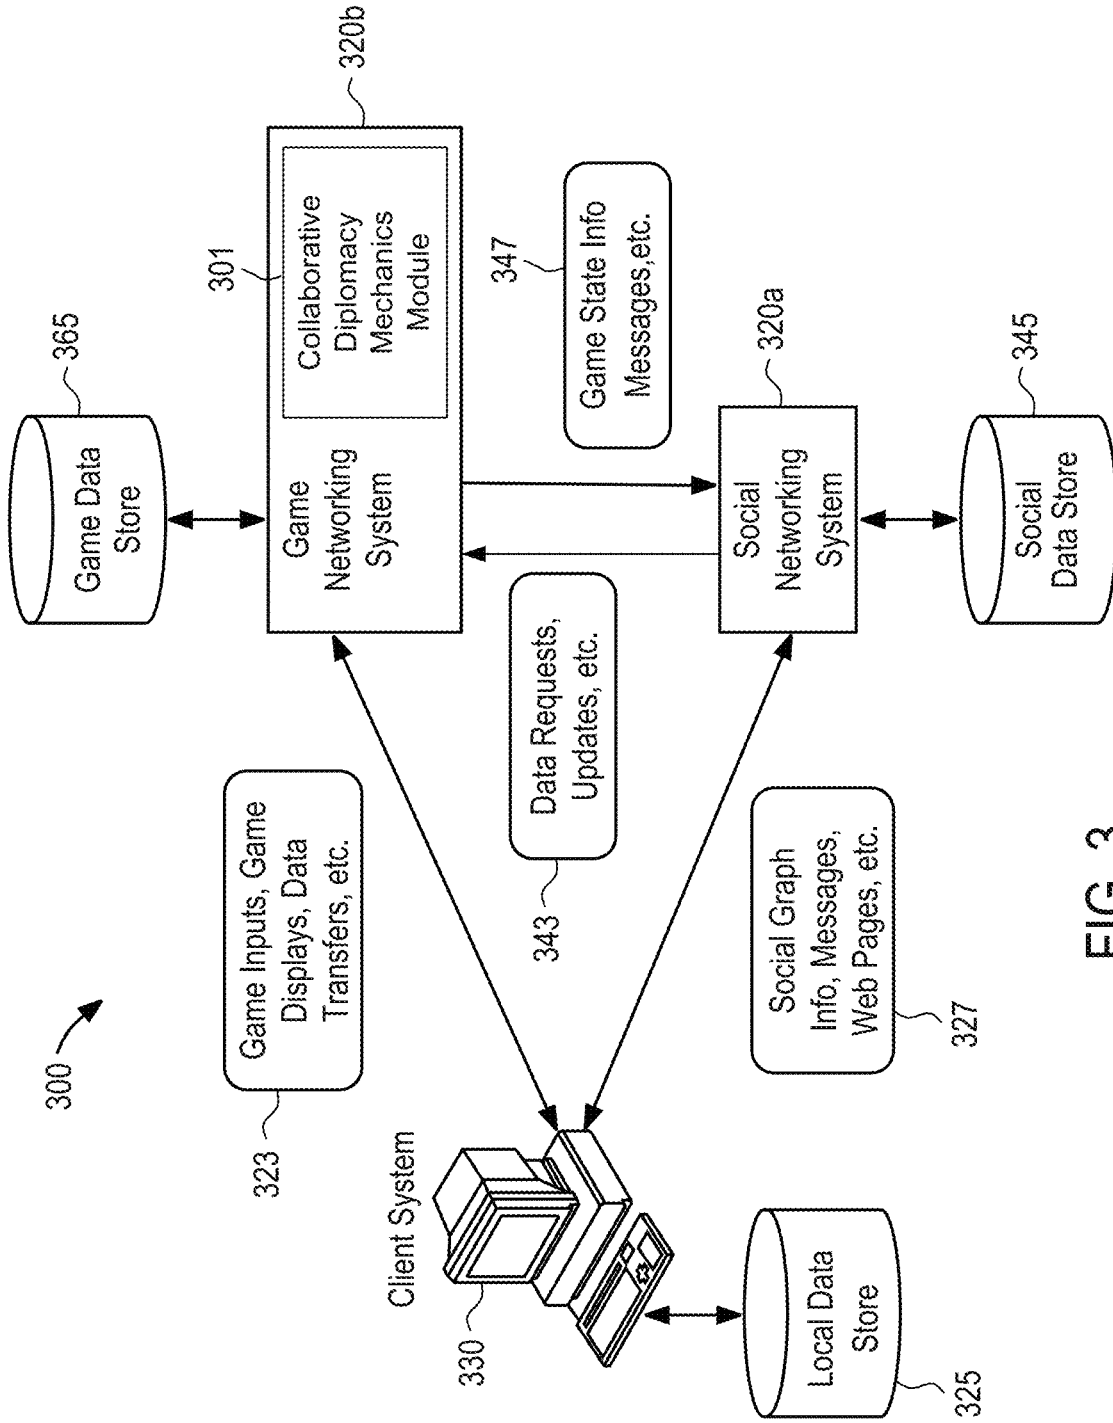 300
Client System
330
Local Data
Store
325
323
Game Inputs, Game
Displays, Data
Transfers, etc.
343
Data Requests,
Updates, etc.
Social Graph
Info, Messages,
Web Pages, etc.
327
Game Data
Store
365
Game
Networking
System
301
Collaborative
Diplomacy
Mechanics
Module
320b
347
Game State Info
Messages,etc.
Social
Networking
System
320a
Social
Data Store
345
FIG. 3